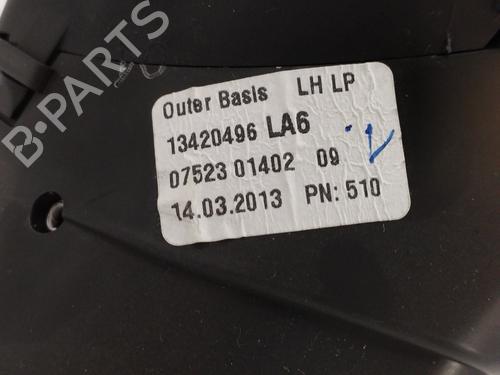 Outer Basis LH LP
13420496 LA6
07523 01402 09
14.03.2013 PN: 510
B-PARTS